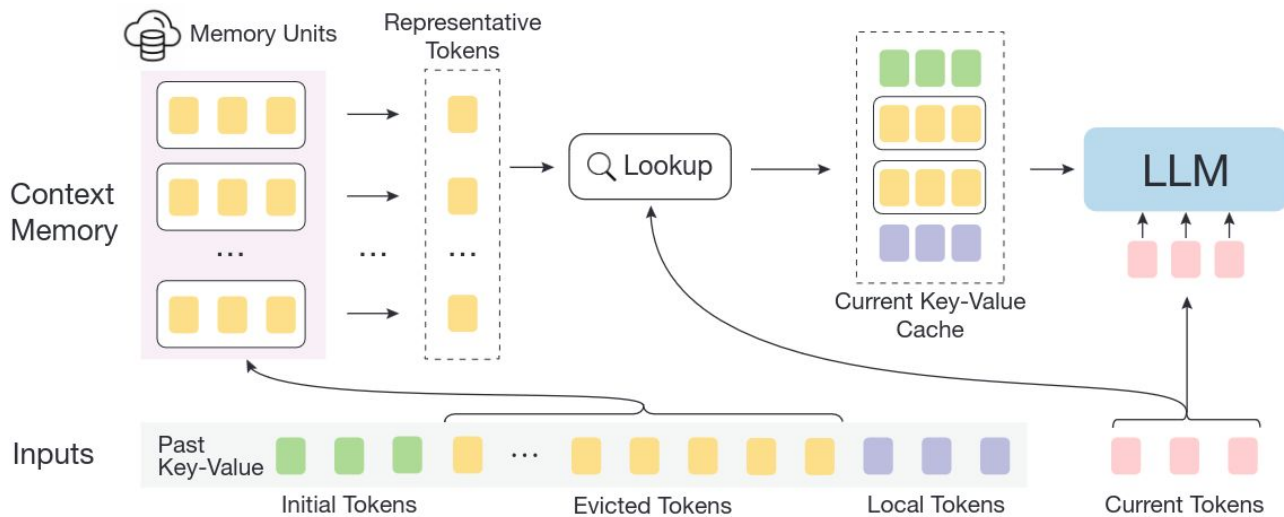 Memory Units
Representative
Tokens
Context
Memory
...
...
...
Lookup
Current Key-Value
Cache
LLM
Inputs
Past
Key-Value
...
Initial Tokens
Evicted Tokens
Local Tokens
Current Tokens